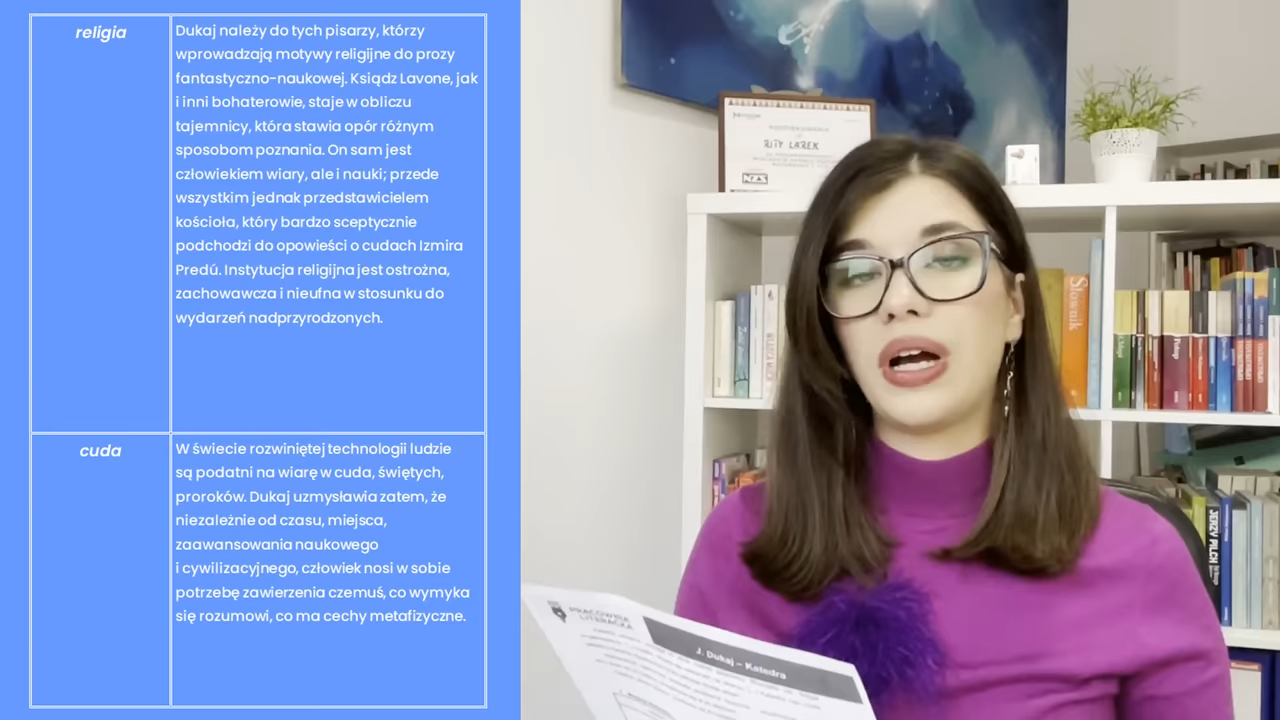 religia
Dukaj należy do tych pisarzy, którzy
wprowadzają motywy religijne do prozy
fantastyczno-naukowej. Ksiądz Lavone, jak
i inni bohaterowie, staje w obliczu
tajemnicy, która stawia opór różnym
sposobom poznania. On sam jest
człowiekiem wiary, ale i nauki; przede
wszystkim jednak przedstawicielem
kościoła, który bardzo sceptycznie
podchodzi do opowieści o cudach Izmira
Predú. Instytucja religijna jest ostrożna,
zachowawcza i nieufna w stosunku do
wydarzeń nadprzyrodzonych.
cuda
W świecie rozwiniętej technologii ludzie
są podatni na wiarę w cuda, świętych,
proroków. Dukaj uzmysławia zatem, że
niezależnie od czasu, miejsca,
zaawansowania naukowego
i cywilizacyjnego, człowiek nosi w sobie
potrzebę zawierzenia czemuś, co wymyka
się rozumowi, co ma cechy metafizyczne.
RITY LAREK
NZS
Słownik
Potop
JERZY PILCH
PRACOWNIA
LITERACKA
J. Dukaj – Katedra